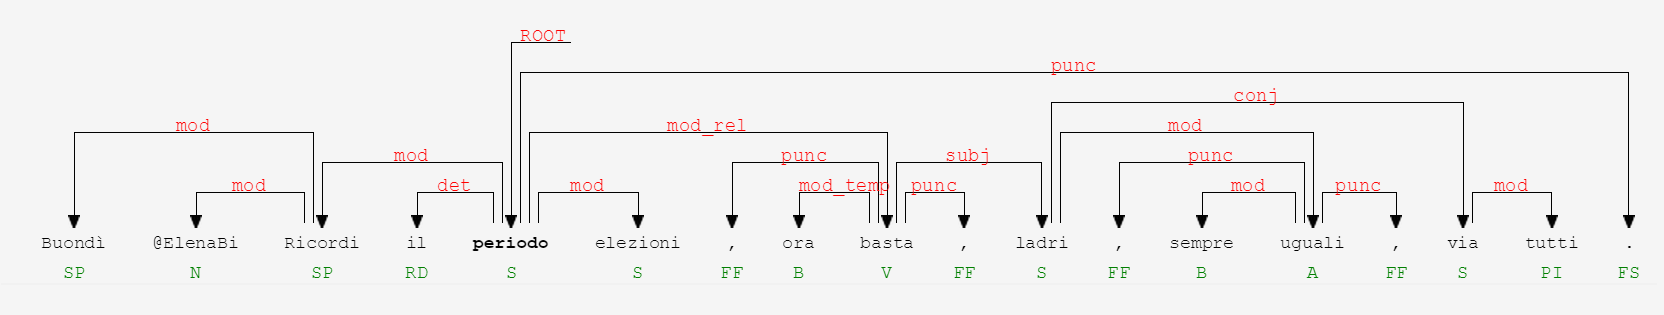 ROOT
punc
conj
mod mod_rel mod
mod punc subj punc
mod det mod mod_temp punc mod punc mod
Buondì @ElenaBi Ricordi il periodo elezioni , ora basta , ladri , sempre uguali , via tutti .
SP N SP RD S S FF B V FF S FF B A FF S PI FS